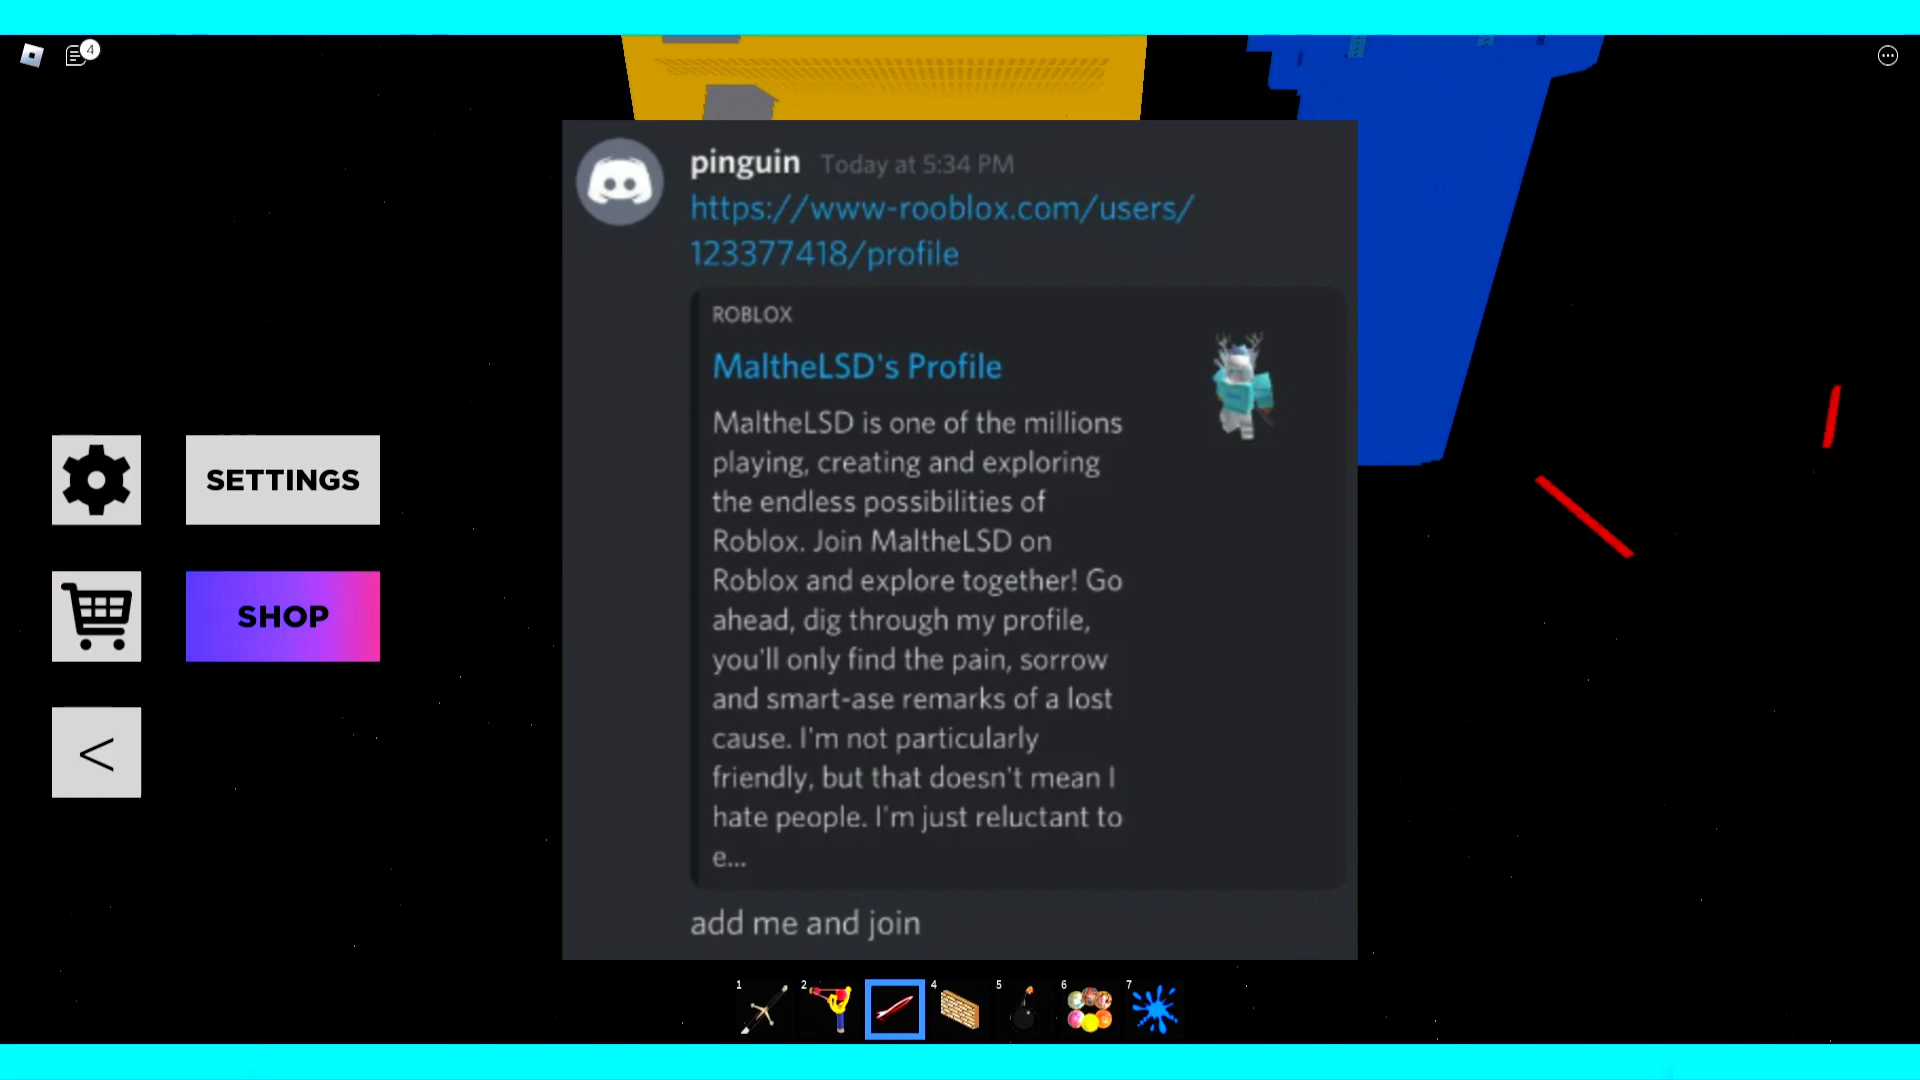 4
pinguin Today at 5:34 PM
https://www-rooblox.com/users/
123377418/profile
ROBLOX
MaltheLSD's Profile
MaltheLSD is one of the millions
playing, creating and exploring
the endless possibilities of
Roblox. Join MaltheLSD on
Roblox and explore together! Go
ahead, dig through my profile,
you'll only find the pain, sorrow
and smart-ase remarks of a lost
cause. I'm not particularly
friendly, but that doesn't mean I
hate people. I'm just reluctant to
e...
add me and join
SETTINGS
SHOP
<
1 2 4 5 6 7